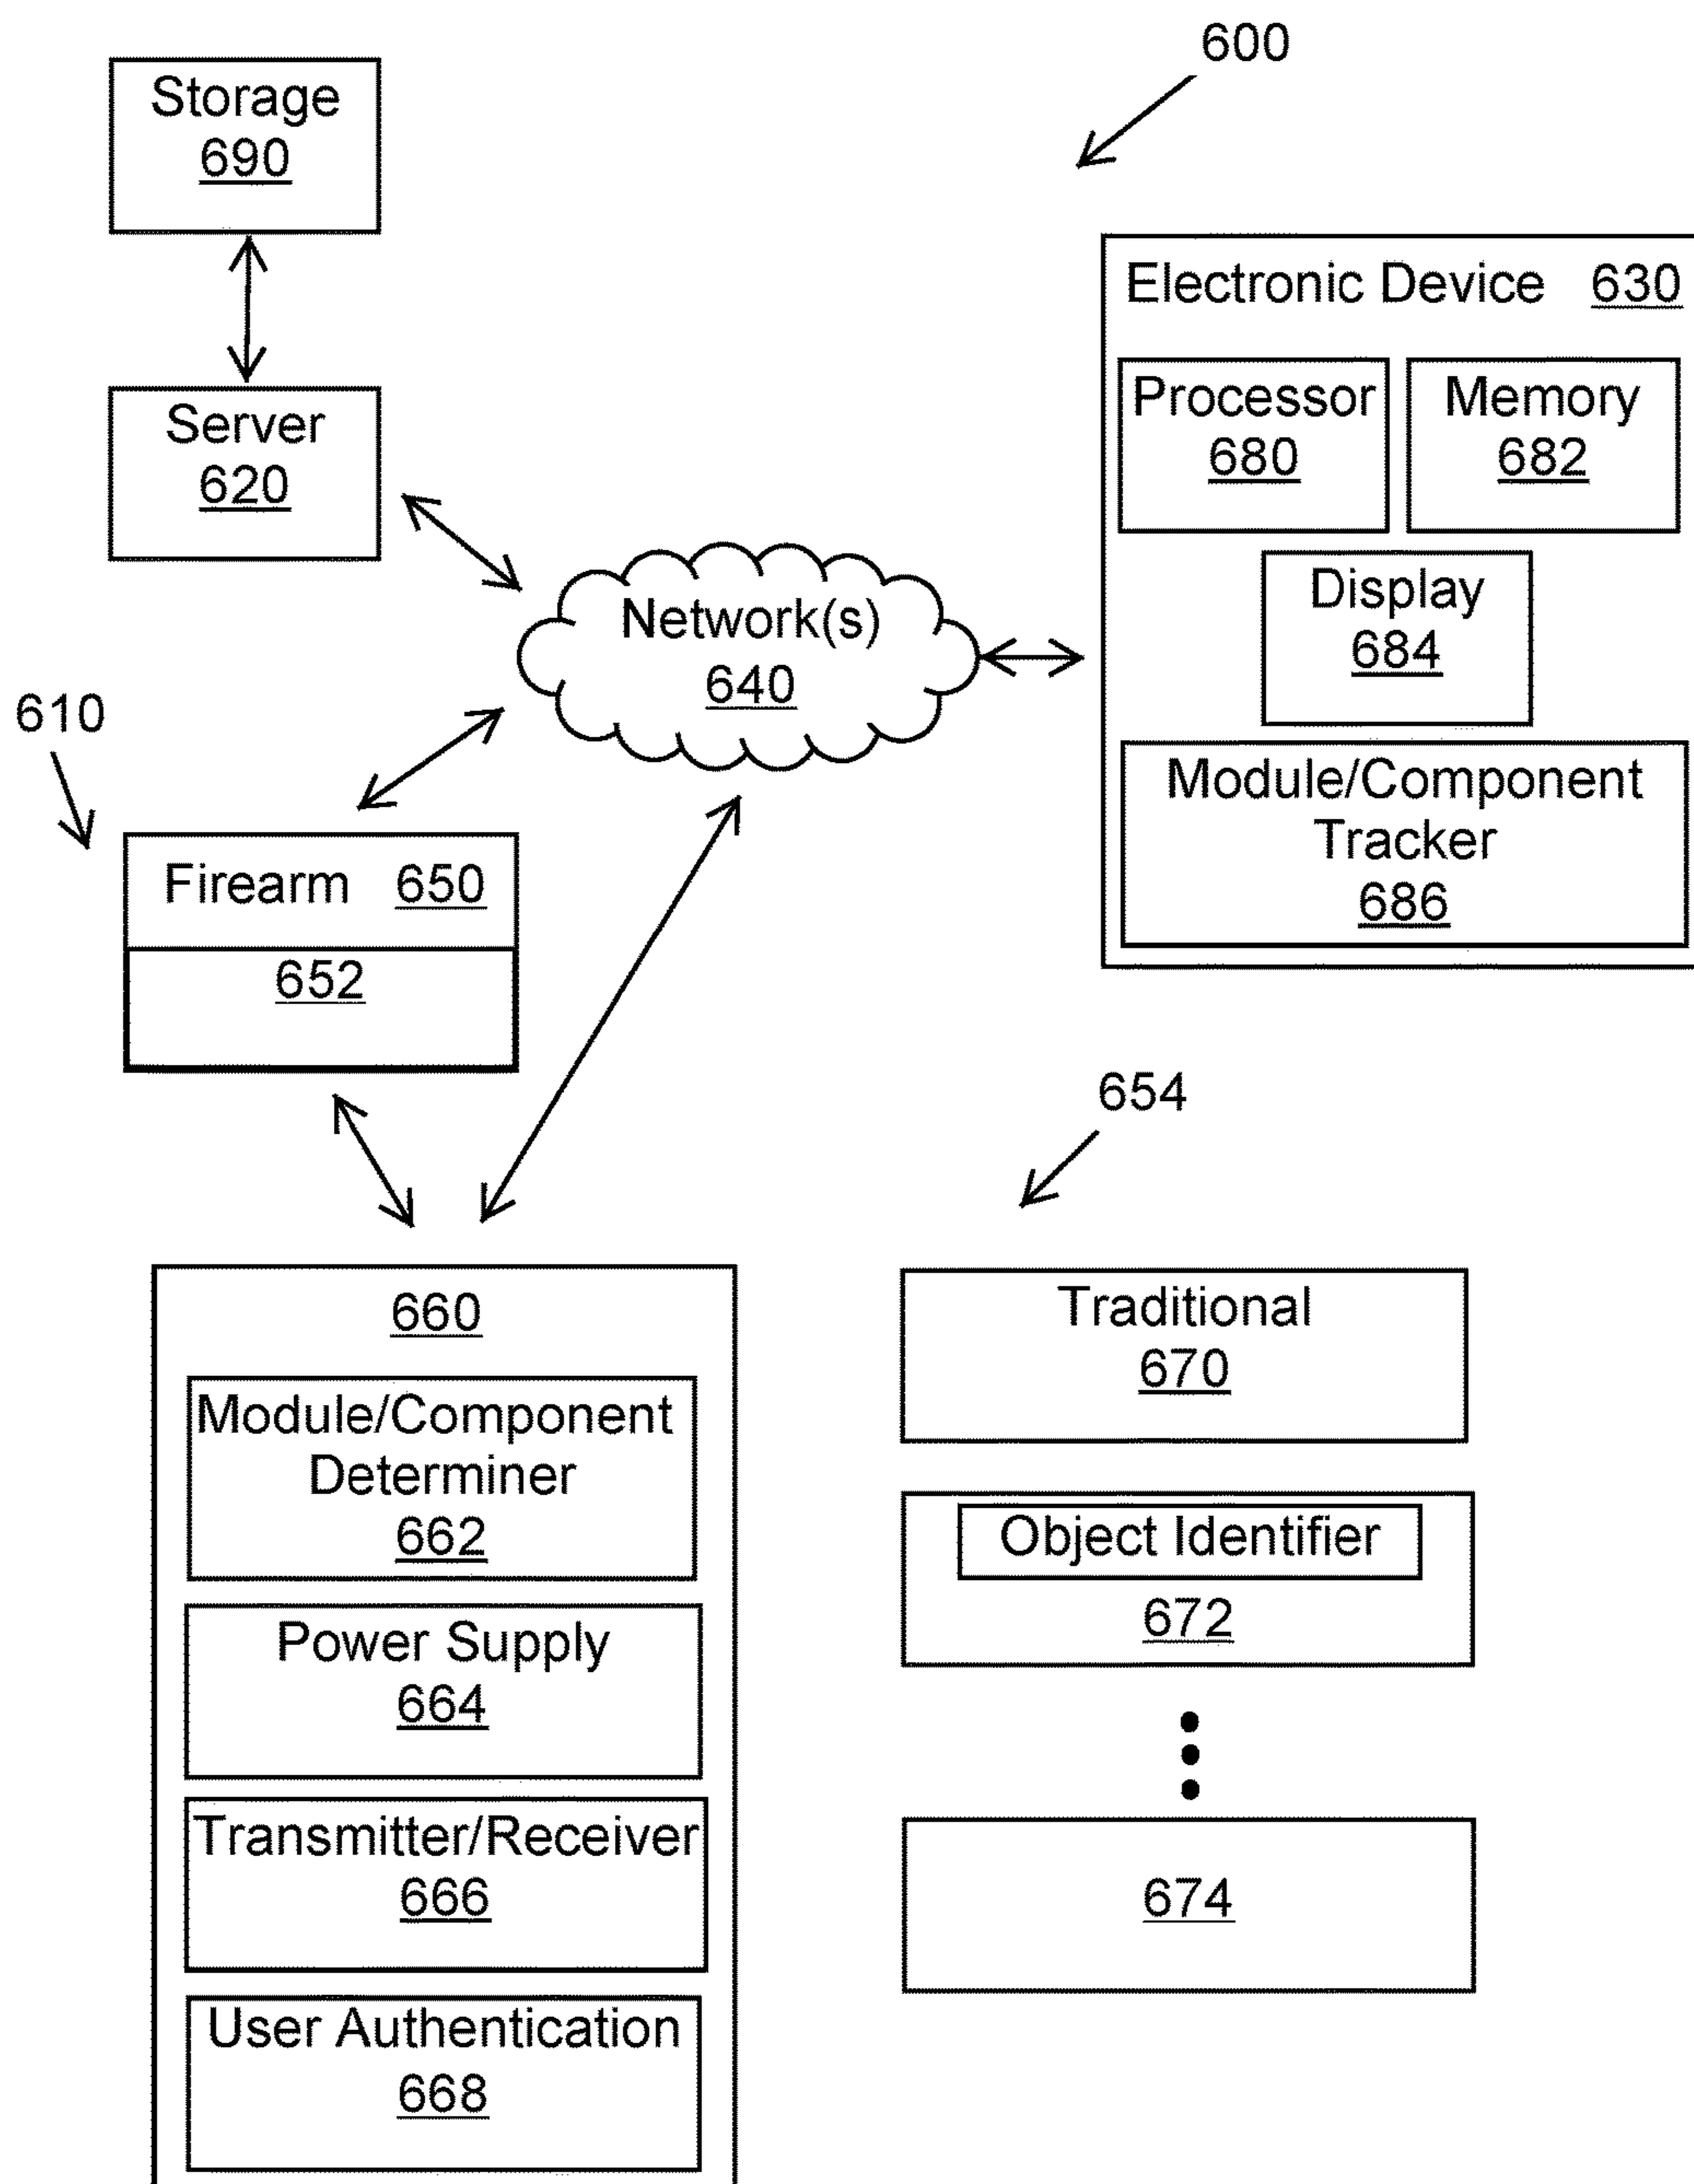 600
Storage
690
Server
620
Electronic Device 630
Processor
680
Memory
682
Display
684
Module/Component
Tracker
686
Network(s)
640
610
Firearm 650
652
654
660
Module/Component
Determiner
662
Power Supply
664
Transmitter/Receiver
666
User Authentication
668
Traditional
670
Object Identifier
672
674